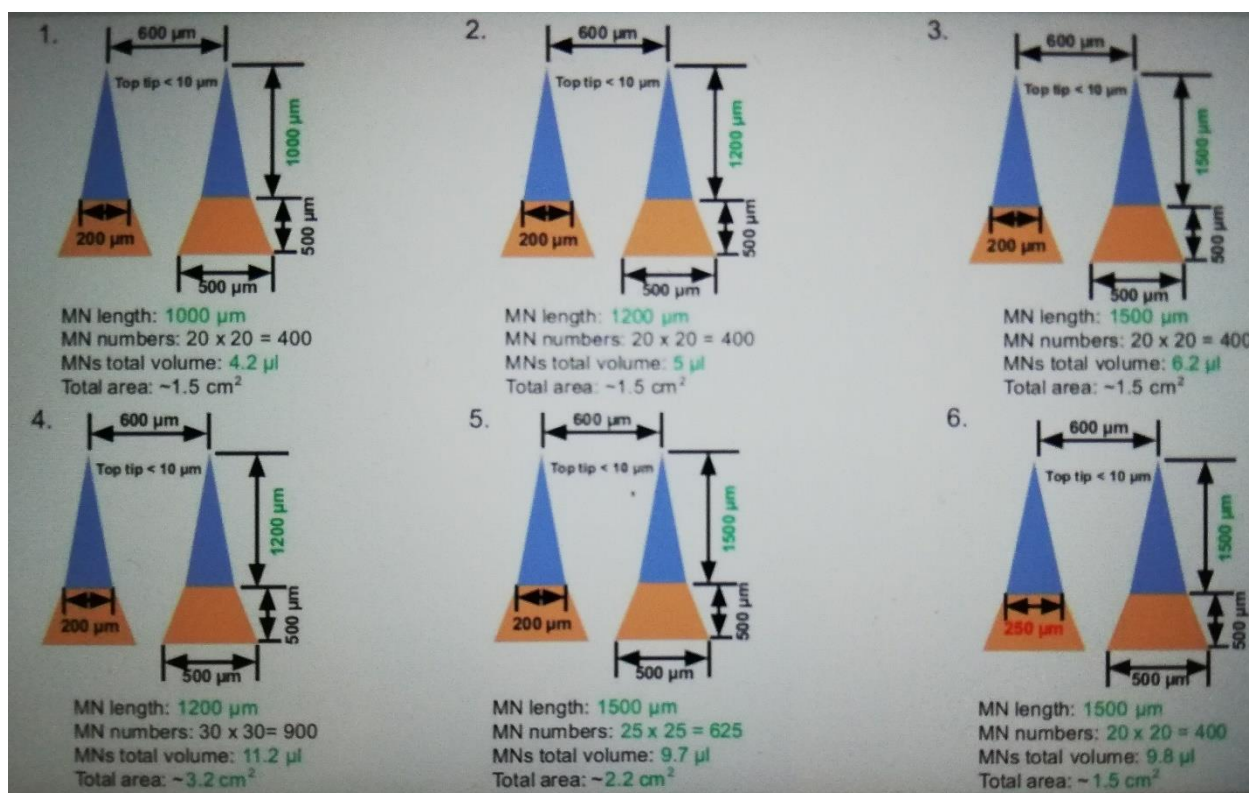 1.
600 µm
Top tip < 10 µm
1000 µm
200 µm
500 µm
500 µm
MN length: 1000 µm
MN numbers: 20 x 20 = 400
MNs total volume: 4.2 µl
Total area: ~1.5 cm²
2.
600 µm
Top tip < 10 µm
1200 µm
200 µm
500 µm
500 µm
MN length: 1200 µm
MN numbers: 20 x 20 = 400
MNs total volume: 5 µl
Total area: ~1.5 cm²
3.
600 µm
Top tip < 10 µm
1500 µm
200 µm
500 µm
500 µm
MN length: 1500 µm
MN numbers: 20 x 20 = 400
MNs total volume: 6.2 µl
Total area: ~1.5 cm²
4.
600 µm
Top tip < 10 µm
1200 µm
200 µm
500 µm
500 µm
MN length: 1200 µm
MN numbers: 30 x 30= 900
MNs total volume: 11.2 µl
Total area: ~3.2 cm²
5.
600 µm
Top tip < 10 µm
1500 µm
200 µm
500 µm
500 µm
MN length: 1500 µm
MN numbers: 25 x 25 = 625
MNs total volume: 9.7 µl
Total area: ~2.2 cm²
6.
600 µm
Top tip < 10 µm
1500 µm
250 µm
500 µm
500 µm
MN length: 1500 µm
MN numbers: 20 x 20 = 400
MNs total volume: 9.8 µl
Total area: ~ 1.5 cm²